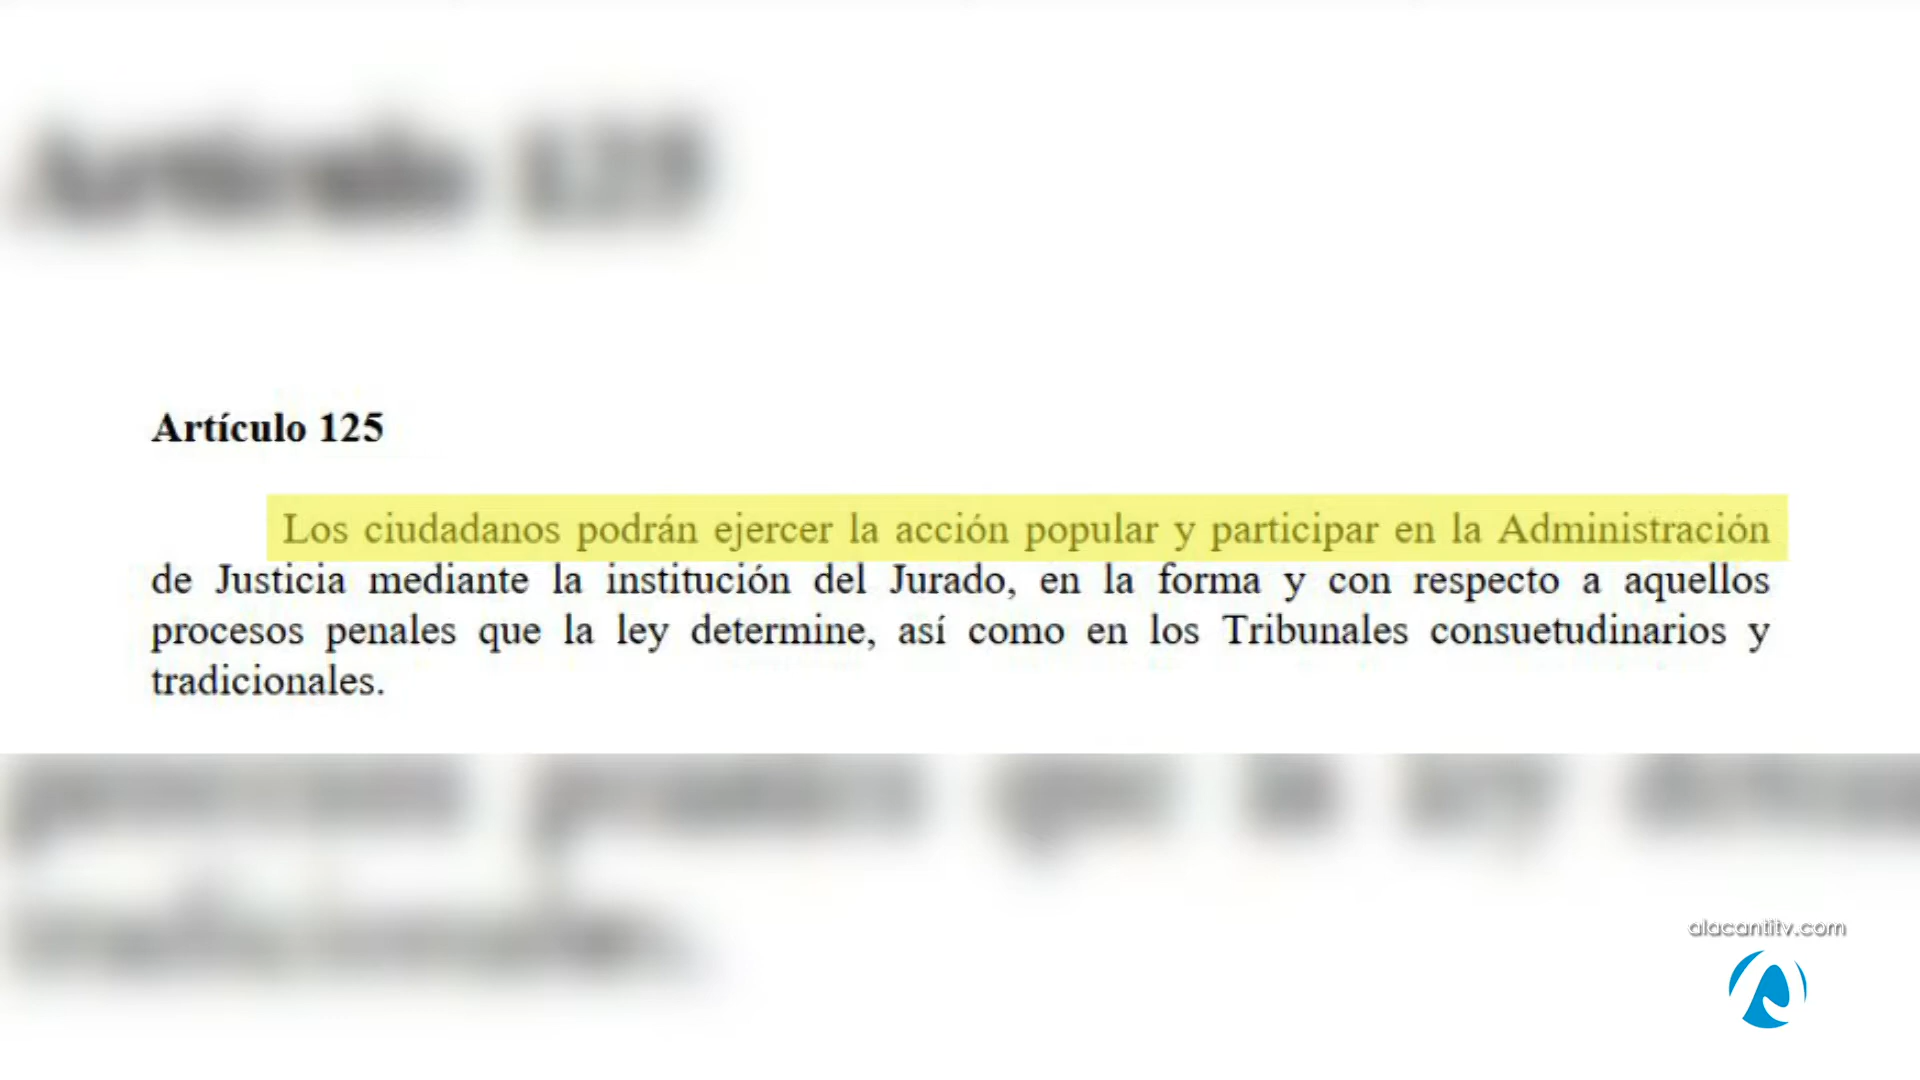 Artículo 125
Los ciudadanos podrán ejercer la acción popular y participar en la Administración
de Justicia mediante la institución del Jurado, en la forma y con respecto a aquellos
procesos penales que la ley determine, así como en los Tribunales consuetudinarios y
tradicionales.
alacantitv.com